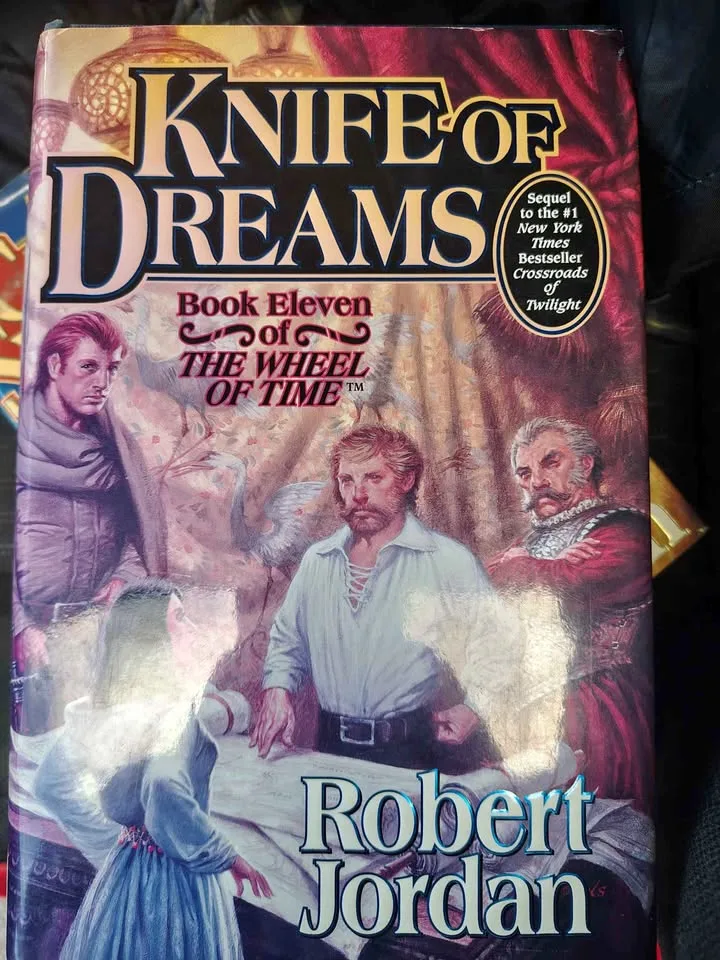 KNIFE OF
DREAMS
Sequel
to the #1
New York
Times
Bestseller
Crossroads
of
Twilight
Book Eleven
of
THE WHEEL
OF TIME™
Robert
Jordan